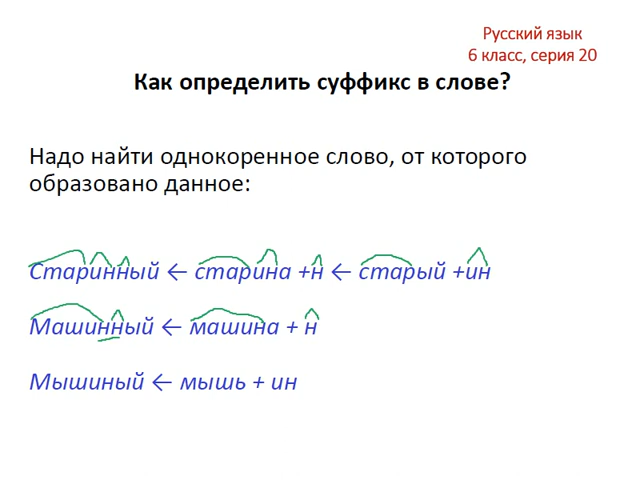 Русский язык
6 класс, серия 20
Как определить суффикс в слове?
Надо найти однокоренное слово, от которого
образовано данное:
Старинный ← старина +н ← старый +ин
Машинный ← машина + н
Мышиный ← мышь + ин